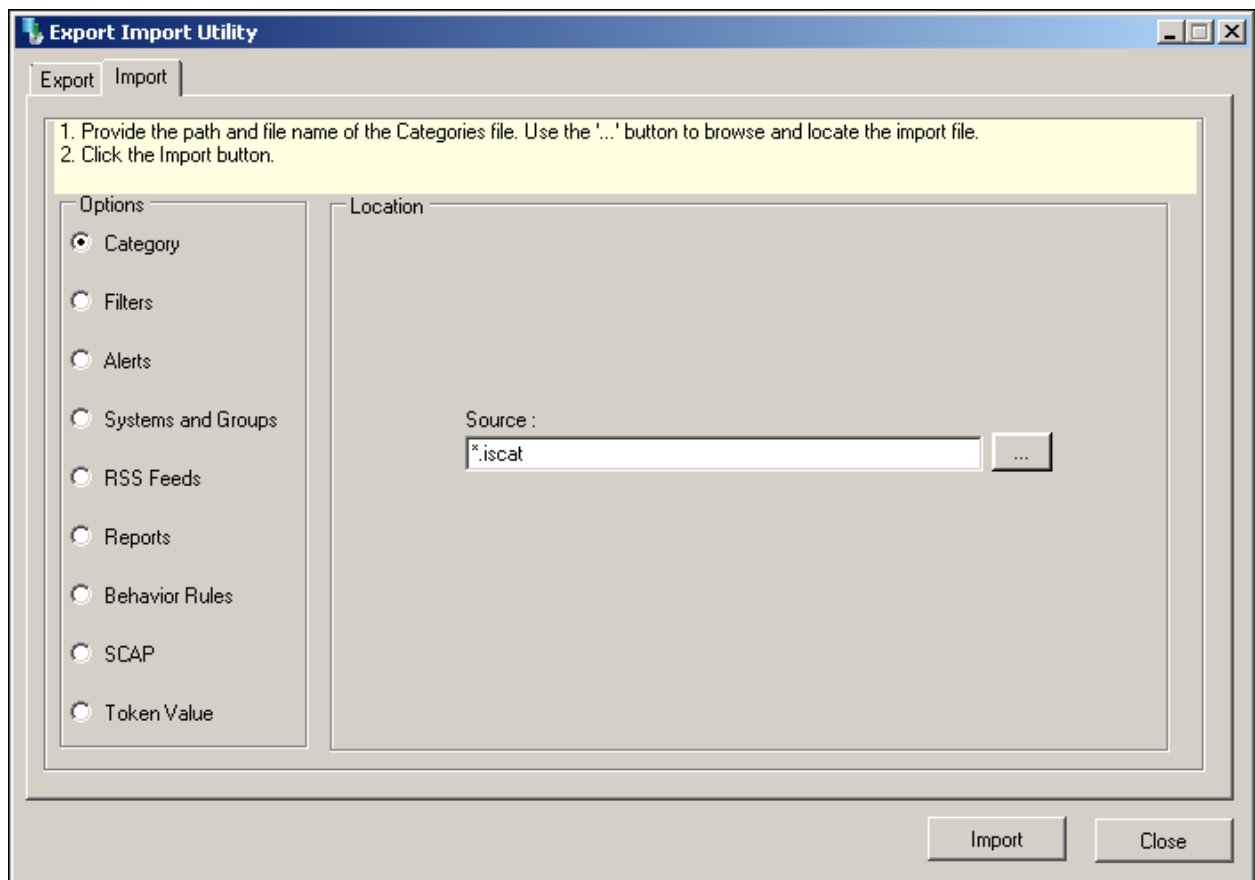 Export Import Utility
Export
Import
1. Provide the path and file name of the Categories file. Use the '...' button to browse and locate the import file.
2. Click the Import button.
Options
Category
Filters
Alerts
Systems and Groups
RSS Feeds
Reports
Behavior Rules
SCAP
Token Value
Location
Source :
*.iscat
...
Import
Close